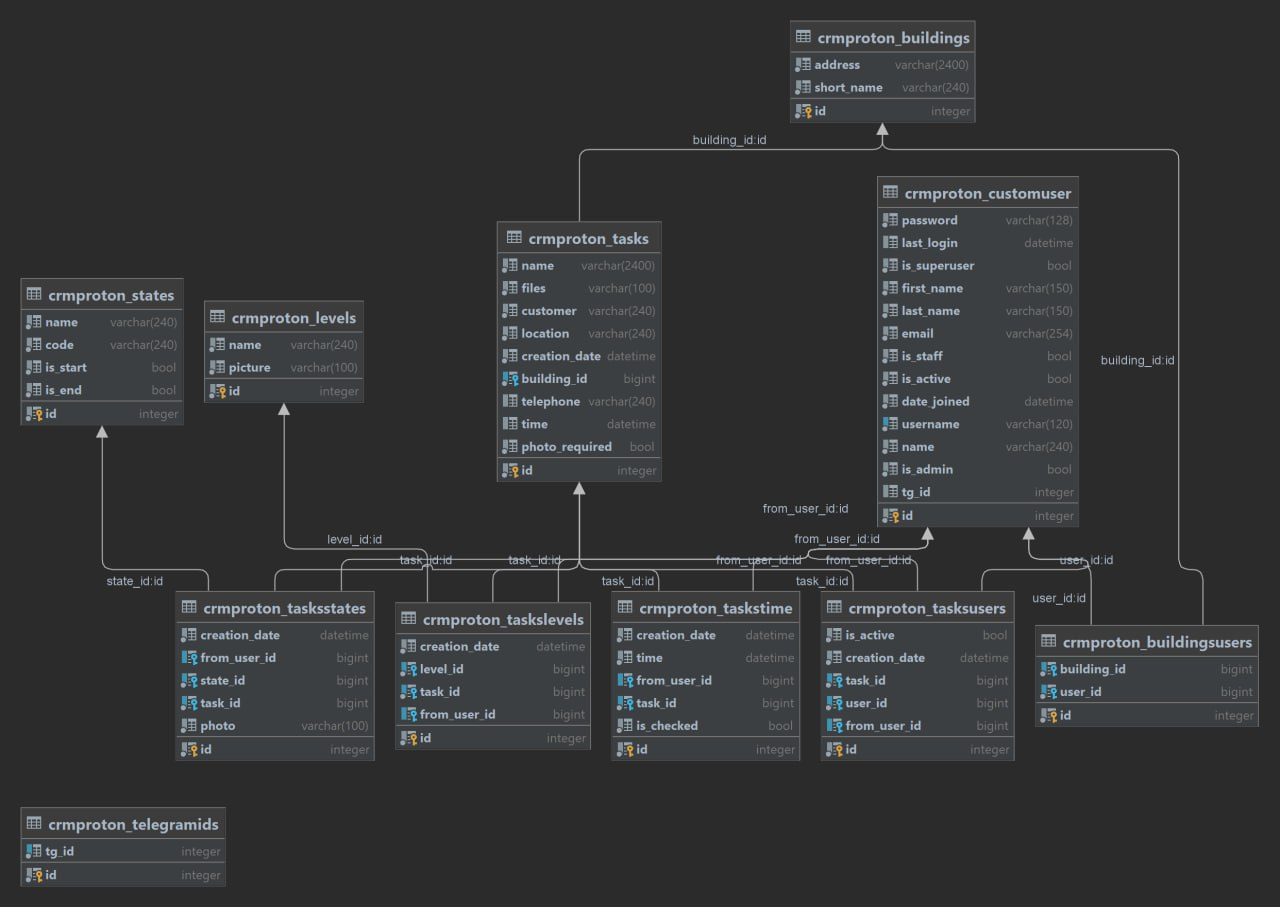 crmproton_buildings
address varchar(2400)
short_name varchar(240)
id integer
building_id:id
crmproton_customuser
password varchar(128)
last_login datetime
is_superuser bool
first_name varchar(150)
last_name varchar(150)
email varchar(254)
is_staff bool
is_active bool
date_joined datetime
username varchar(120)
name varchar(240)
is_admin bool
tg_id integer
id integer
building_id:id
crmproton_tasks
name varchar(2400)
files varchar(100)
customer varchar(240)
location varchar(240)
creation_date datetime
building_id bigint
telephone varchar(240)
time datetime
photo_required bool
id integer
crmproton_states
name varchar(240)
code varchar(240)
is_start bool
is_end bool
id integer
crmproton_levels
name varchar(240)
picture varchar(100)
id integer
from_user_id:id
level_id:id
from_user_id:id
task_id:id
task_id:id
from_user_id:id
from_user_id:id
user_id:id
state_id:id
task_id:id
task_id:id
user_id:id
crmproton_tasksstates
creation_date datetime
from_user_id bigint
state_id bigint
task_id bigint
photo varchar(100)
id integer
crmproton_taskslevels
creation_date datetime
level_id bigint
task_id bigint
from_user_id bigint
id integer
crmproton_taskstime
creation_date datetime
time datetime
from_user_id bigint
task_id bigint
is_checked bool
id integer
crmproton_tasksusers
is_active bool
creation_date datetime
task_id bigint
user_id bigint
from_user_id bigint
id integer
crmproton_buildingsusers
building_id bigint
user_id bigint
id integer
crmproton_telegramids
tg_id integer
id integer